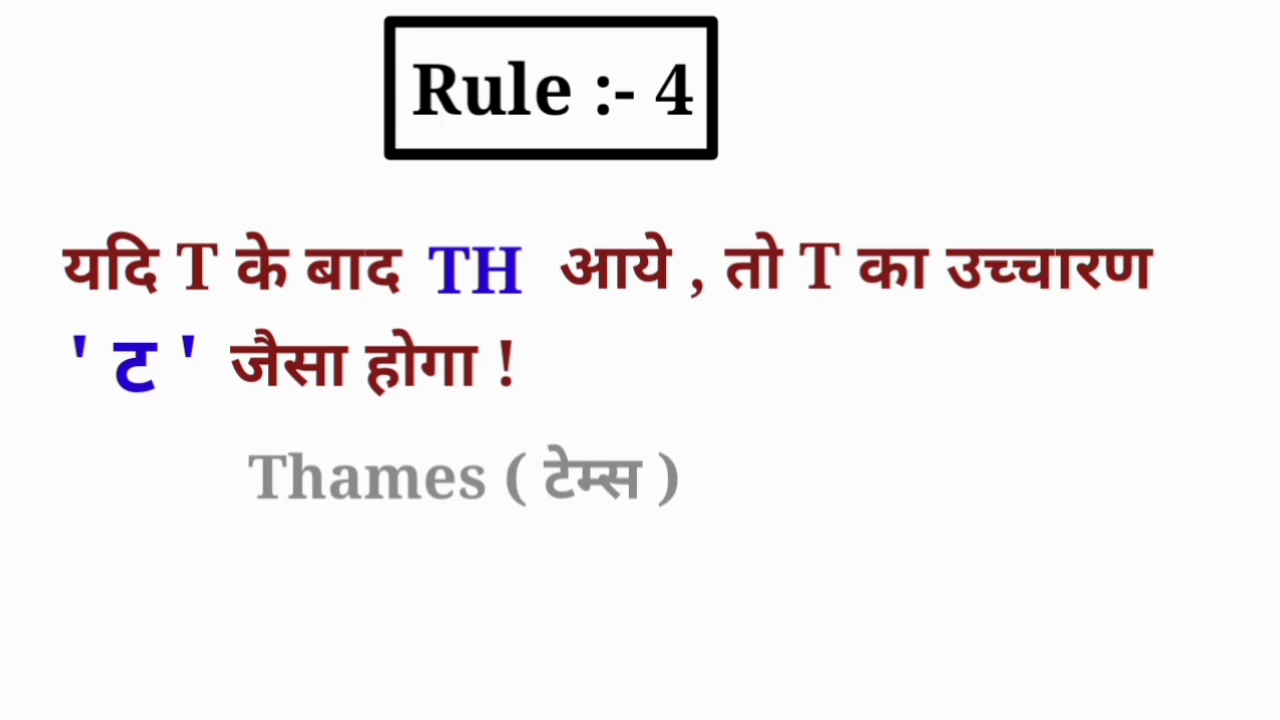 Rule :- 4
यदि T के बाद TH आये , तो T का उच्चारण
' ट ' जैसा होगा !
Thames ( टेम्स )